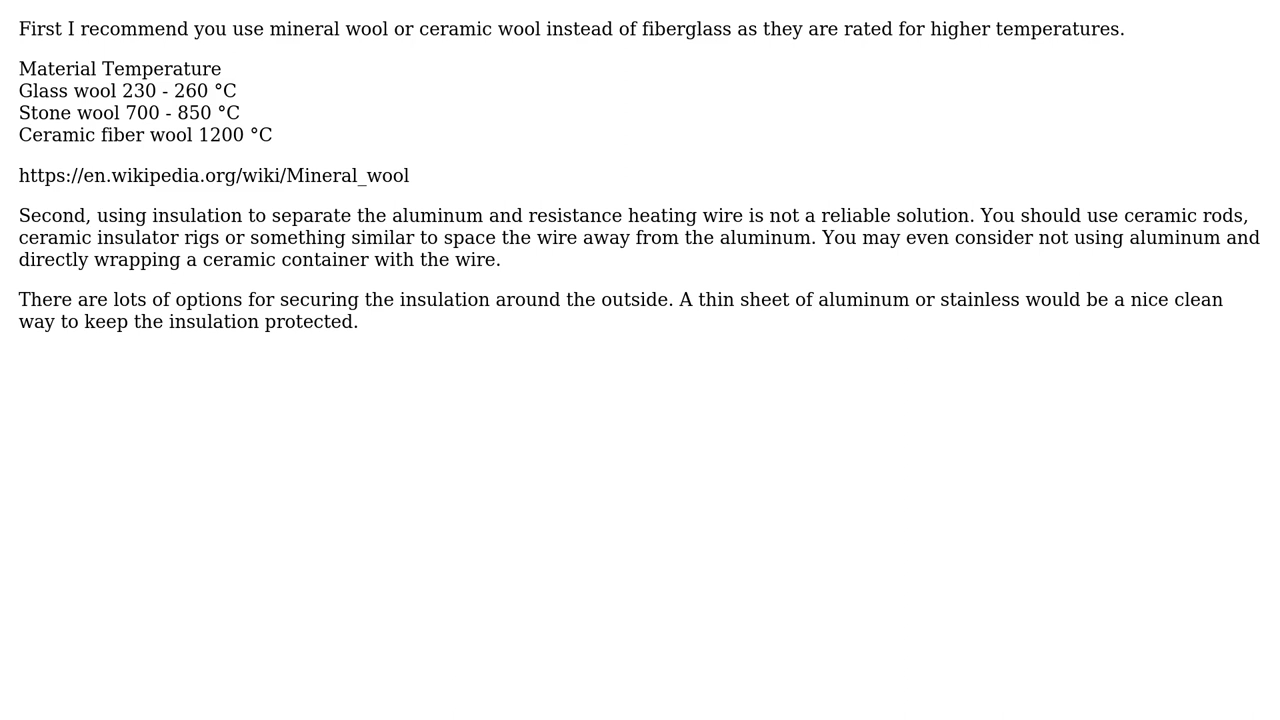 First I recommend you use mineral wool or ceramic wool instead of fiberglass as they are rated for higher temperatures.
Material Temperature
Glass wool 230 - 260 °C
Stone wool 700 - 850 °C
Ceramic fiber wool 1200 °C
https://en.wikipedia.org/wiki/Mineral_wool
Second, using insulation to separate the aluminum and resistance heating wire is not a reliable solution. You should use ceramic rods,
ceramic insulator rigs or something similar to space the wire away from the aluminum. You may even consider not using aluminum and
directly wrapping a ceramic container with the wire.
There are lots of options for securing the insulation around the outside. A thin sheet of aluminum or stainless would be a nice clean
way to keep the insulation protected.